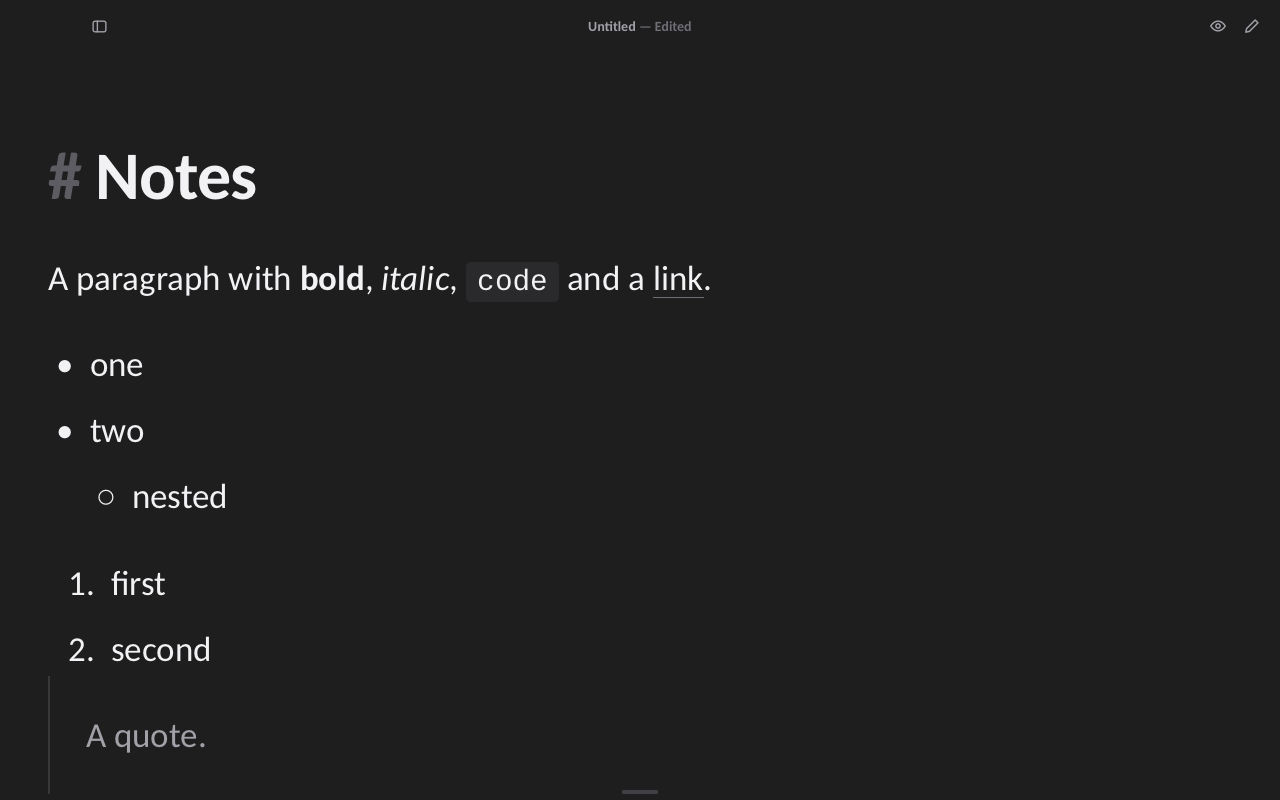 Untitled — Edited
# Notes
A paragraph with bold, italic, code and a link.
• one
• two
○ nested
1. first
2. second
A quote.